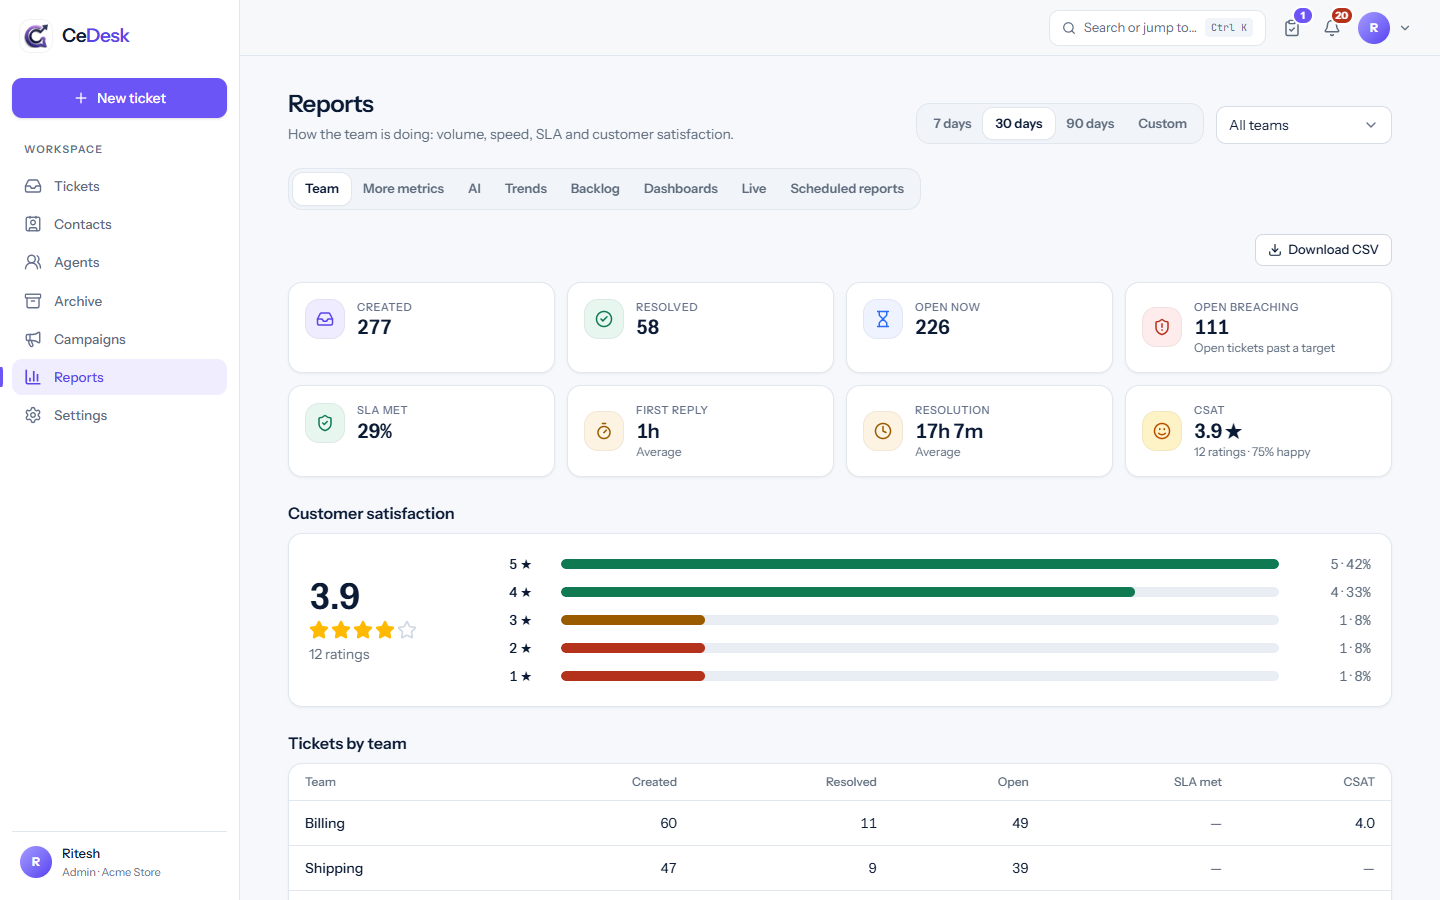 CeDesk
Search or jump to... Ctrl K
1
20
R
New ticket
WORKSPACE
Tickets
Contacts
Agents
Archive
Campaigns
Reports
Settings
R
Ritesh
Admin · Acme Store
Reports
How the team is doing: volume, speed, SLA and customer satisfaction.
7 days 30 days 90 days Custom
All teams
Team More metrics AI Trends Backlog Dashboards Live Scheduled reports
Download CSV
CREATED
277
RESOLVED
58
OPEN NOW
226
OPEN BREACHING
111
Open tickets past a target
SLA MET
29%
FIRST REPLY
1h
Average
RESOLUTION
17h 7m
Average
CSAT
3.9 ★
12 ratings · 75% happy
Customer satisfaction
3.9
12 ratings
5 ★ 5 · 42%
4 ★ 4 · 33%
3 ★ 1 · 8%
2 ★ 1 · 8%
1 ★ 1 · 8%
Tickets by team
Team Created Resolved Open SLA met CSAT
Billing 60 11 49 — 4.0
Shipping 47 9 39 — —